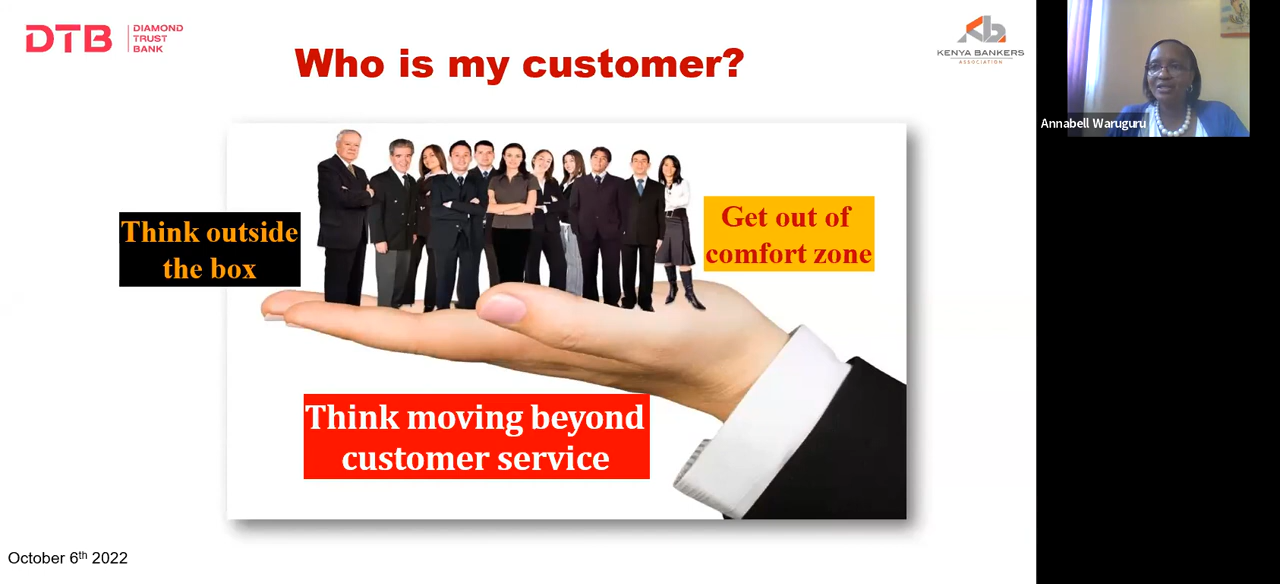 DTB
DIAMOND
TRUST
BANK
Who is my customer?
KENYA BANKERS
ASSOCIATION
Annabell Waruguru
Think outside
the box
Get out of
comfort zone
Think moving beyond
customer service
October 6th 2022